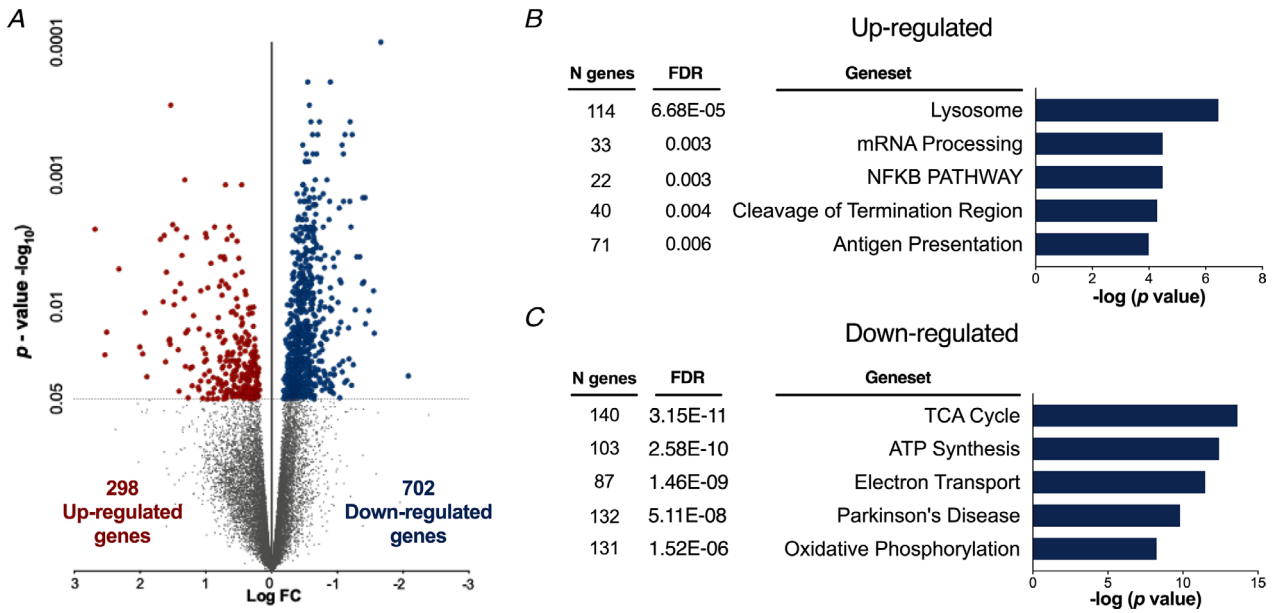 A
0.0001
0.001
0.01
0.05
p - value -log10)
298
Up-regulated
genes
702
Down-regulated
genes
3 2 1 0 -1 -2 -3
Log FC
B
Up-regulated
N genes FDR Geneset
114 6.68E-05 Lysosome
33 0.003 mRNA Processing
22 0.003 NFKB PATHWAY
40 0.004 Cleavage of Termination Region
71 0.006 Antigen Presentation
0 2 4 6 8
-log (p value)
C
Down-regulated
N genes FDR Geneset
140 3.15E-11 TCA Cycle
103 2.58E-10 ATP Synthesis
87 1.46E-09 Electron Transport
132 5.11E-08 Parkinson's Disease
131 1.52E-06 Oxidative Phosphorylation
0 5 10 15
-log (p value)